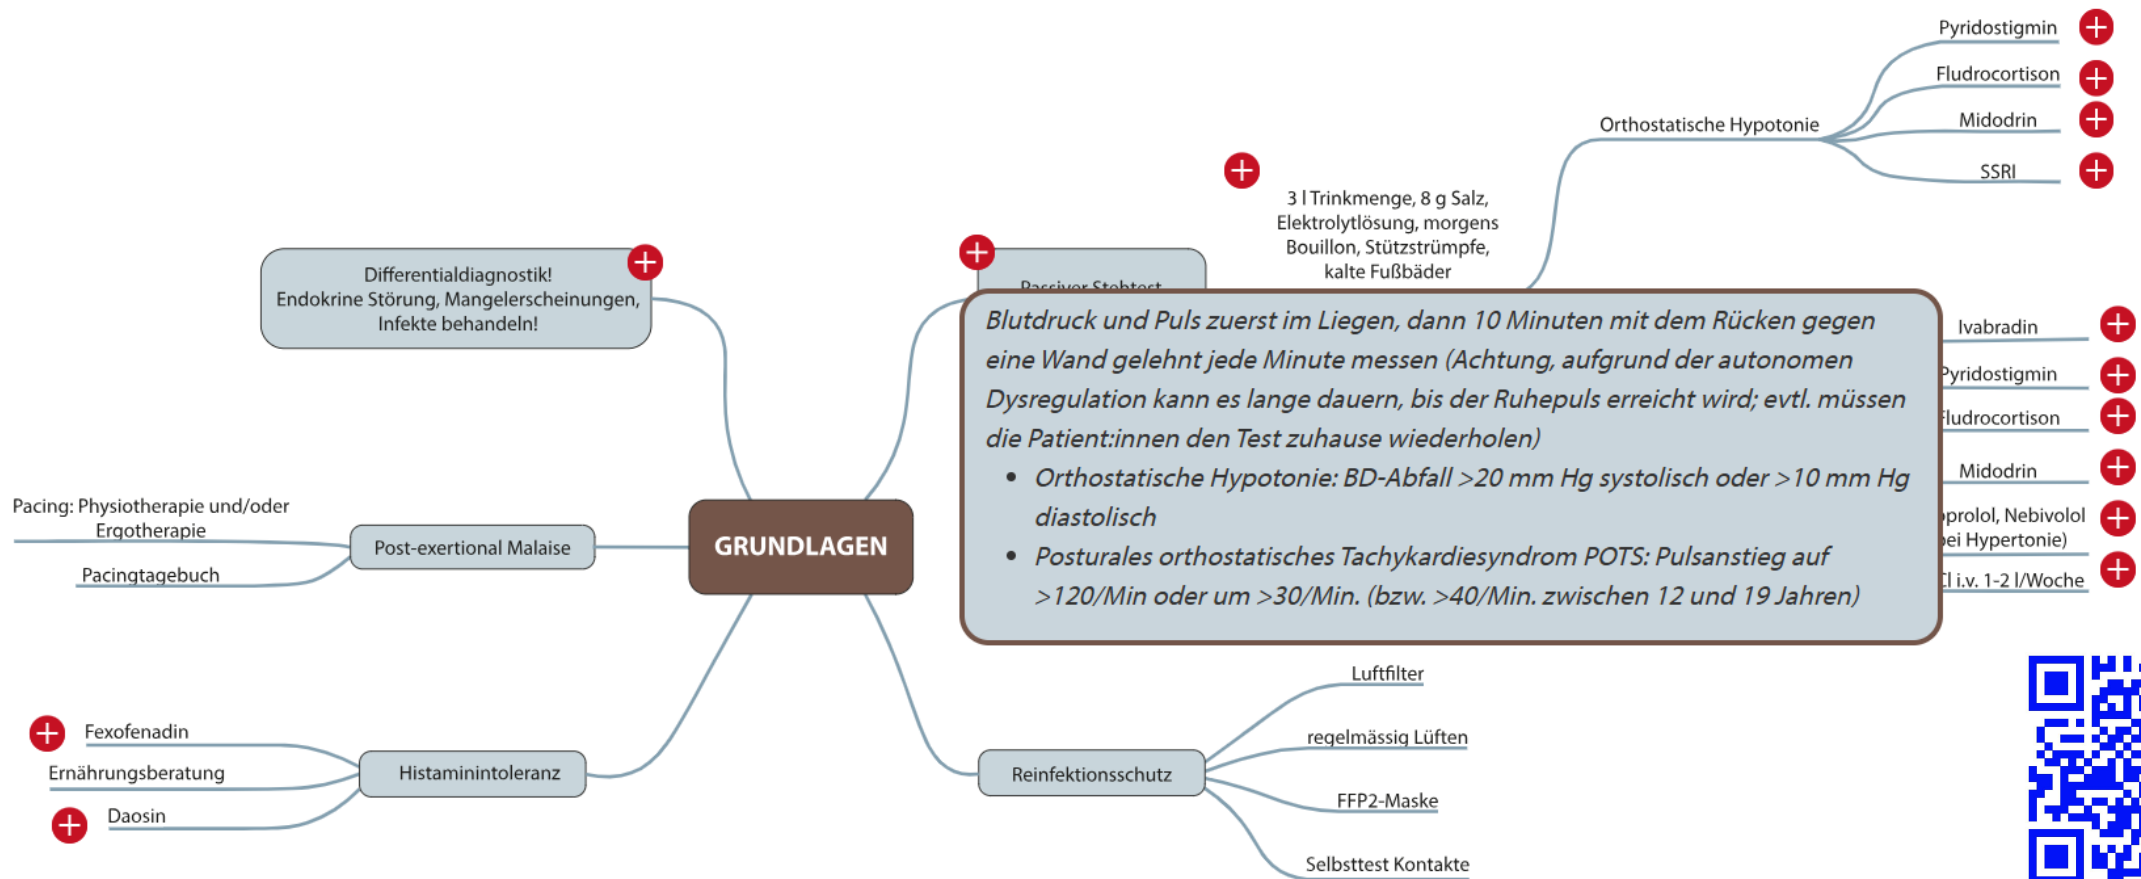 Pyridostigmin
Fludrocortison
Midodrin
SSRI
Orthostatische Hypotonie
3 l Trinkmenge, 8 g Salz,
Elektrolytlösung, morgens
Bouillon, Stützstrümpfe,
kalte Fußbäder
Differentialdiagnostik!
Endokrine Störung, Mangelerscheinungen,
Infekte behandeln!
Passiver Stehtest
Blutdruck und Puls zuerst im Liegen, dann 10 Minuten mit dem Rücken gegen
eine Wand gelehnt jede Minute messen (Achtung, aufgrund der autonomen
Dysregulation kann es lange dauern, bis der Ruhepuls erreicht wird; evtl. müssen
die Patient:innen den Test zuhause wiederholen)
• Orthostatische Hypotonie: BD-Abfall >20 mm Hg systolisch oder >10 mm Hg
diastolisch
• Posturales orthostatisches Tachykardiesyndrom POTS: Pulsanstieg auf
>120/Min oder um >30/Min. (bzw. >40/Min. zwischen 12 und 19 Jahren)
Ivabradin
Pyridostigmin
Fludrocortison
Midodrin
Nebivolol
bei Hypertonie)
i.v. 1-2 l/Woche
Pacing: Physiotherapie und/oder
Ergotherapie
Pacingtagebuch
Post-exertional Malaise
GRUNDLAGEN
Fexofenadin
Ernährungsberatung
Daosin
Histaminintoleranz
Reinfektionsschutz
Luftfilter
regelmässig Lüften
FFP2-Maske
Selbsttest Kontakte